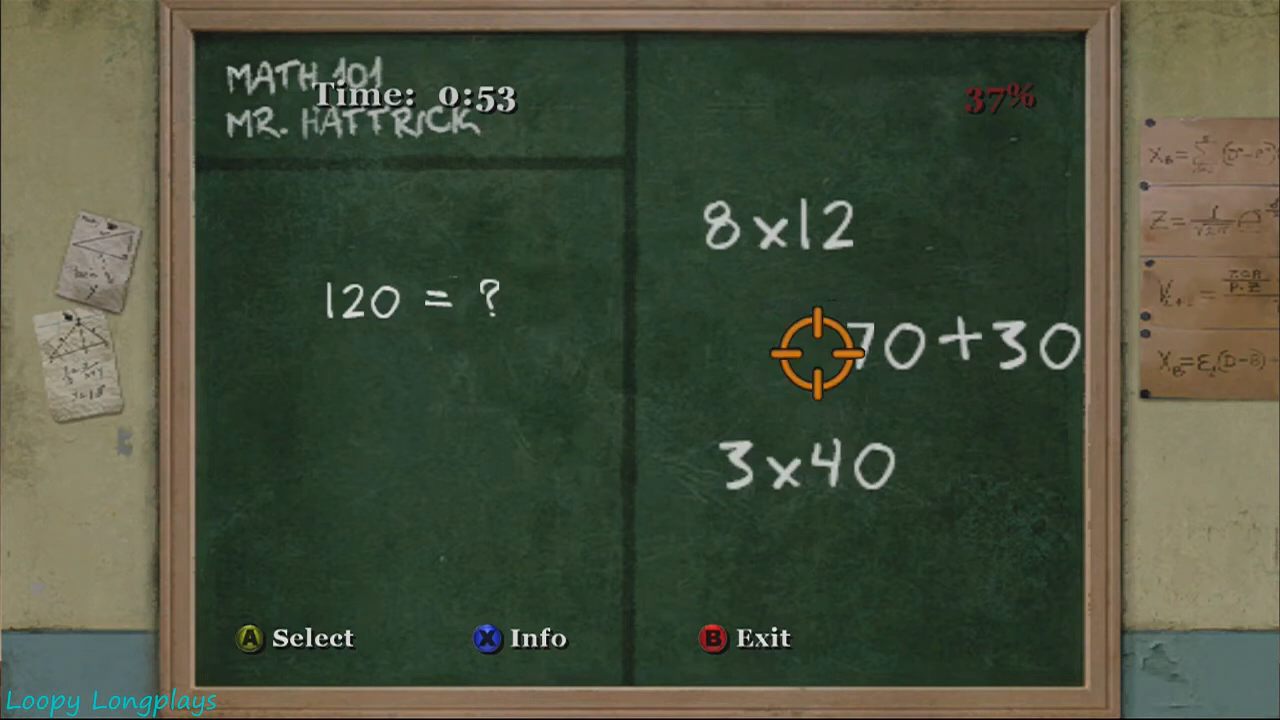 MATH 101
Time: 0:53
MR. HATTRICK
37%
120 = ?
8x12
70+30
3x40
A Select
X Info
B Exit
Loopy Longplays